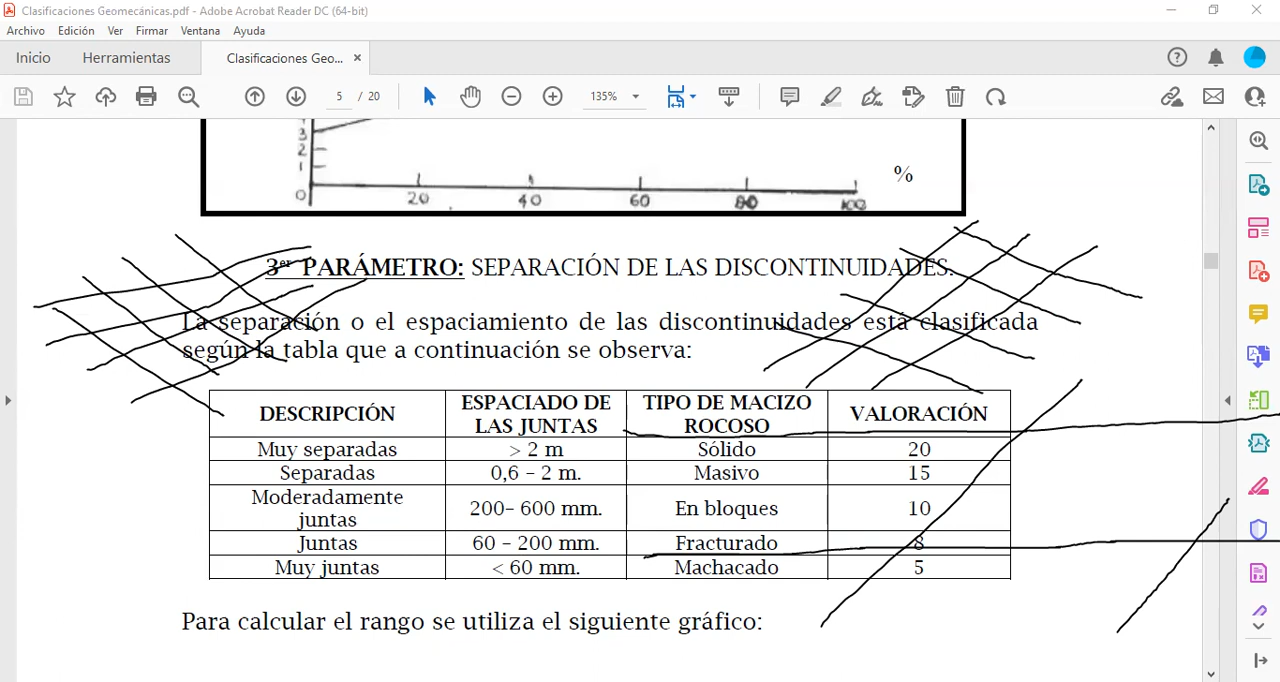 Clasificaciones Geomecánicas.pdf - Adobe Acrobat Reader DC (64-bit)
Archivo Edición Ver Firmar Ventana Ayuda
Inicio Herramientas Clasificaciones Geo... ×
5 / 20 135%
3
2
1
0 20 40 60 80 100 %
3er PARÁMETRO: SEPARACIÓN DE LAS DISCONTINUIDADES.
La separación o el espaciamiento de las discontinuidades está clasificada
según la tabla que a continuación se observa:
DESCRIPCIÓN ESPACIADO DE LAS JUNTAS TIPO DE MACIZO ROCOSO VALORACIÓN
Muy separadas > 2 m Sólido 20
Separadas 0,6 – 2 m. Masivo 15
Moderadamente juntas 200– 600 mm. En bloques 10
Juntas 60 – 200 mm. Fracturado 8
Muy juntas < 60 mm. Machacado 5
Para calcular el rango se utiliza el siguiente gráfico: